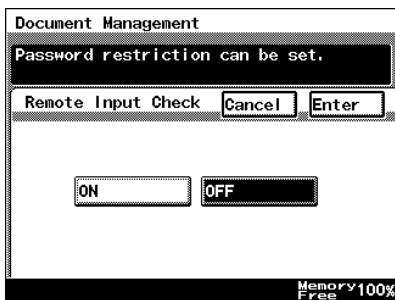 Document Management
Password restriction can be set.
Remote Input Check Cancel Enter
ON OFF
Memory Free 100%